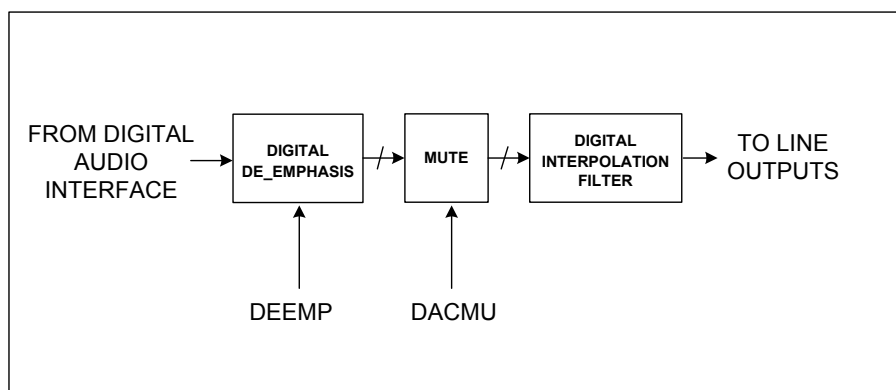 FROM DIGITAL
AUDIO
INTERFACE
DIGITAL
DE_EMPHASIS
MUTE
DIGITAL
INTERPOLATION
FILTER
TO LINE
OUTPUTS
DEEMP
DACMU